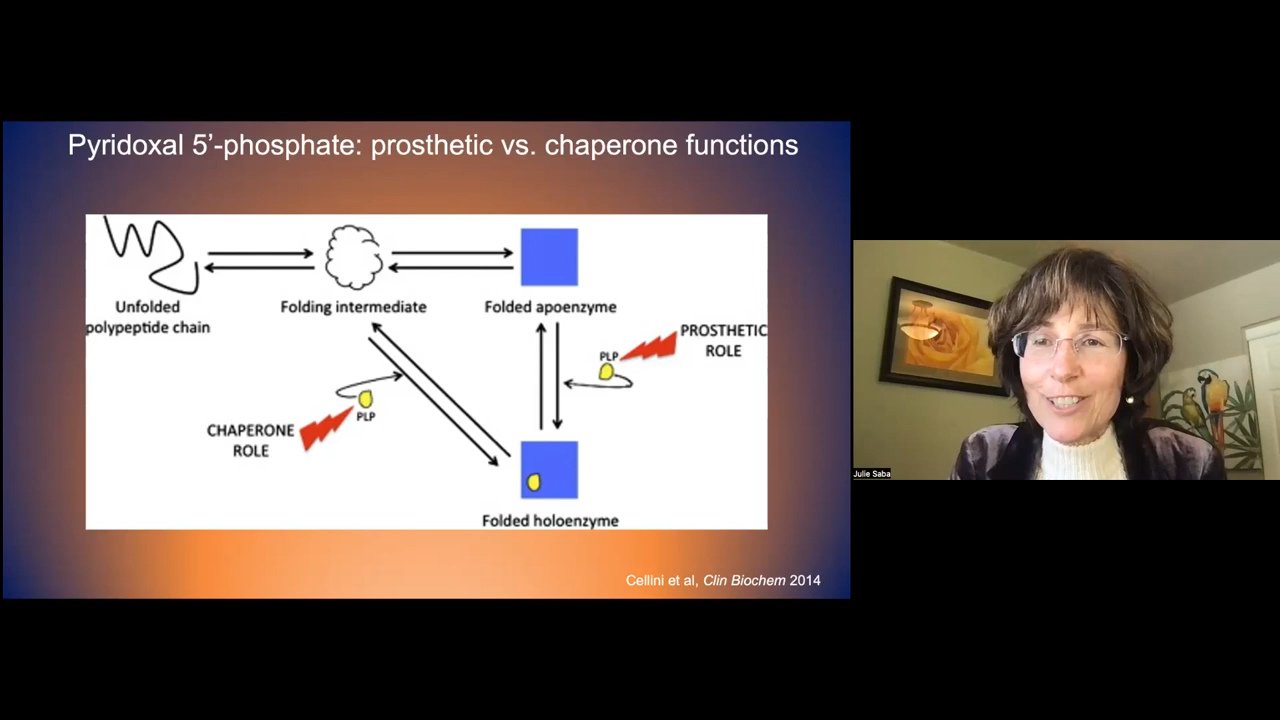 Pyridoxal 5’-phosphate: prosthetic vs. chaperone functions
Unfolded
polypeptide chain
Folding intermediate
Folded apoenzyme
PROSTHETIC
ROLE
PLP
PLP
CHAPERONE
ROLE
Folded holoenzyme
Cellini et al, Clin Biochem 2014
Julie Saba